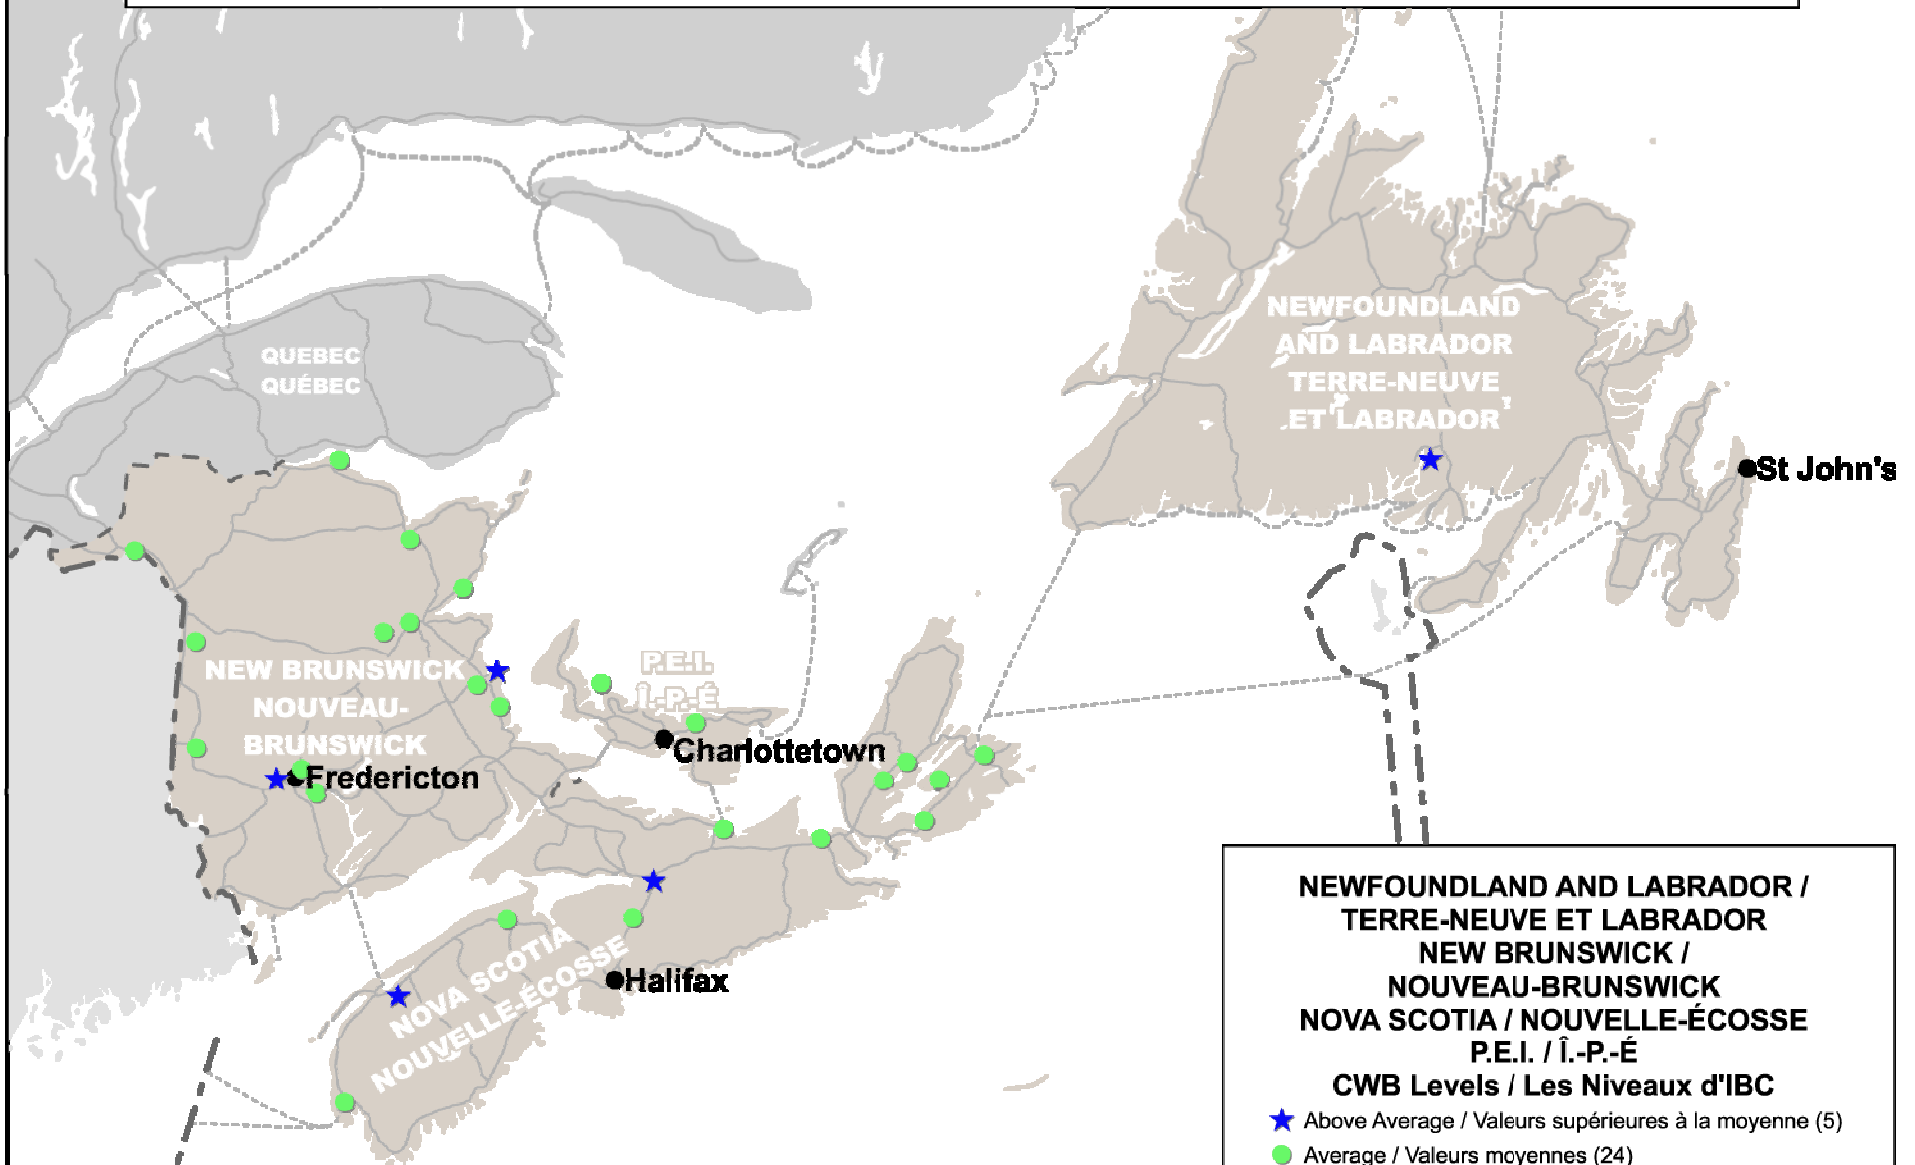 NEWFOUNDLAND
AND LABRADOR
TERRE-NEUVE
ET LABRADOR
QUEBEC
QUÉBEC
St John's
NEW BRUNSWICK
NOUVEAU-
BRUNSWICK
P.E.I.
Î.-P.-É
Charlottetown
Fredericton
NOVA SCOTIA
NOUVELLE-ÉCOSSE
Halifax
NEWFOUNDLAND AND LABRADOR /
TERRE-NEUVE ET LABRADOR
NEW BRUNSWICK /
NOUVEAU-BRUNSWICK
NOVA SCOTIA / NOUVELLE-ÉCOSSE
P.E.I. / Î.-P.-É
CWB Levels / Les Niveaux d'IBC
Above Average / Valeurs supérieures à la moyenne (5)
Average / Valeurs moyennes (24)